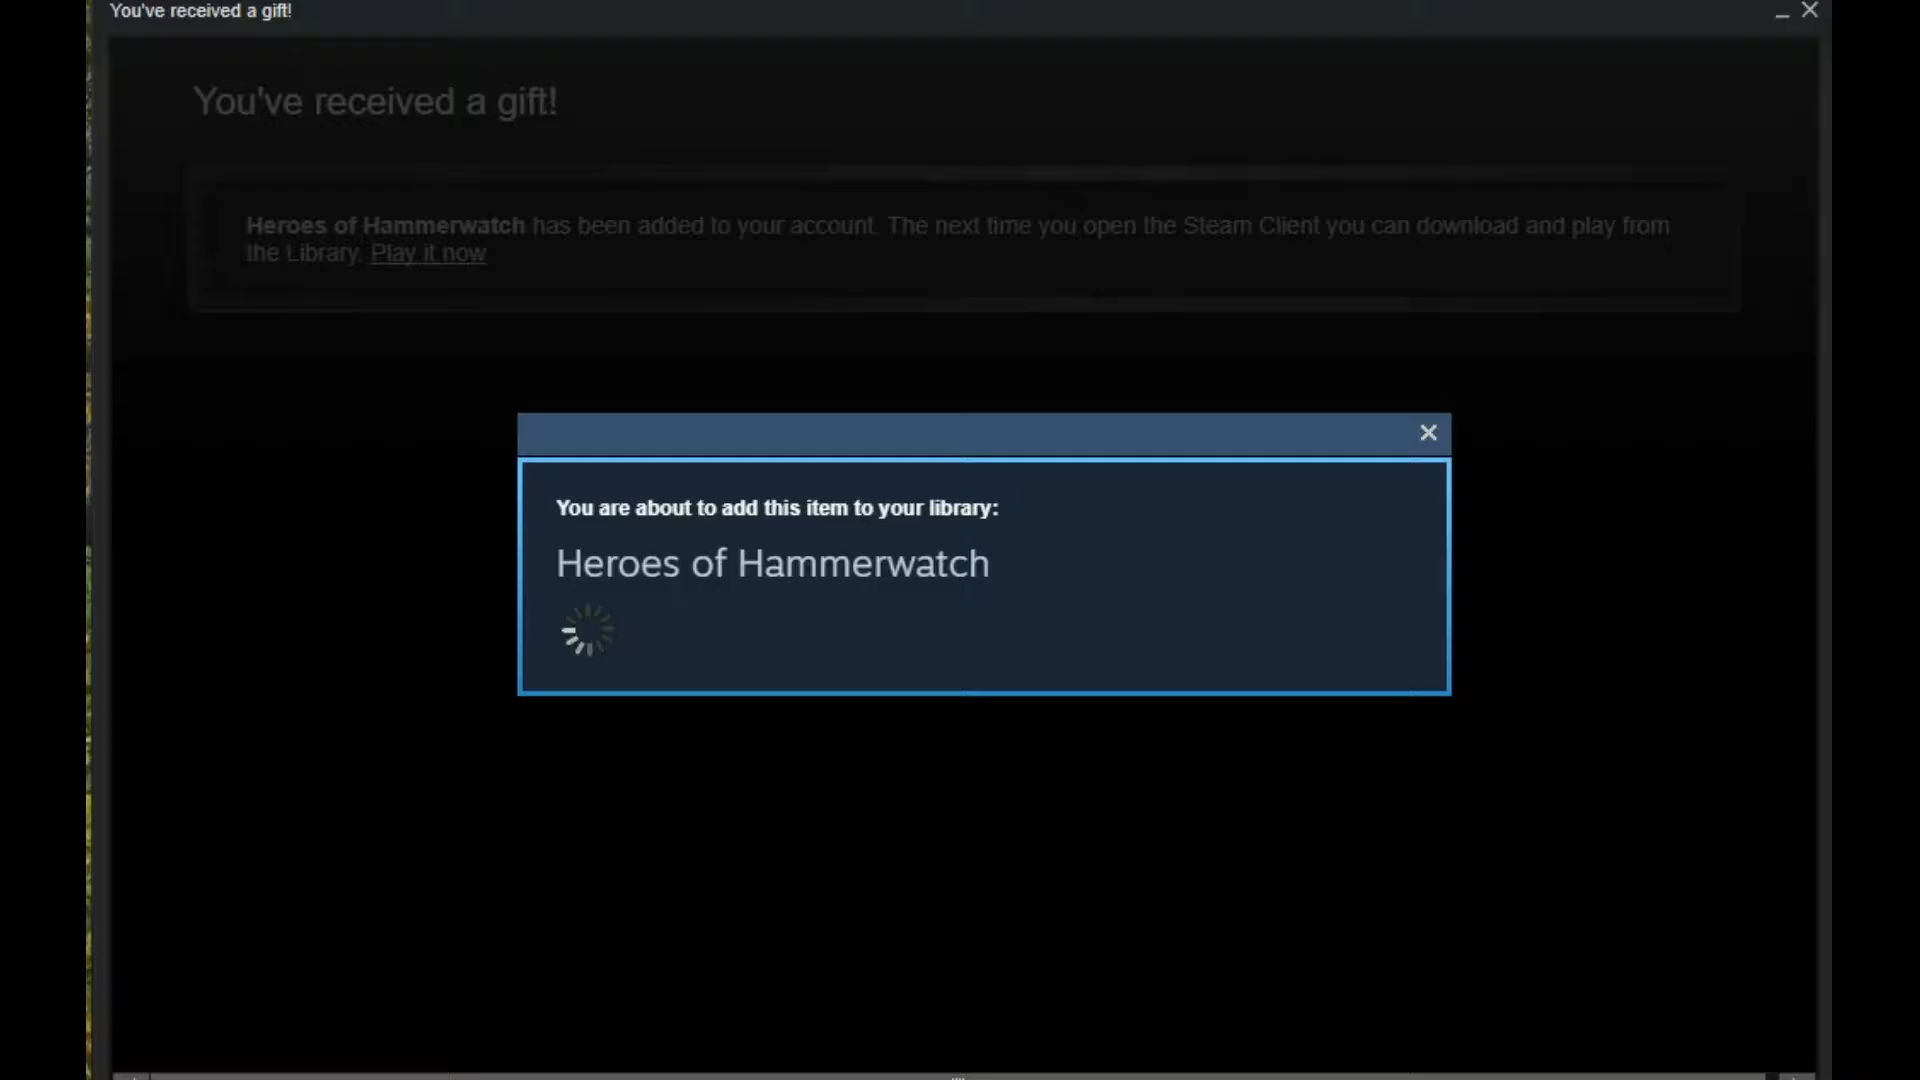 You've received a gift!
You've received a gift!
Heroes of Hammerwatch has been added to your account. The next time you open the Steam Client you can download and play from
the Library. Play it now
You are about to add this item to your library:
Heroes of Hammerwatch